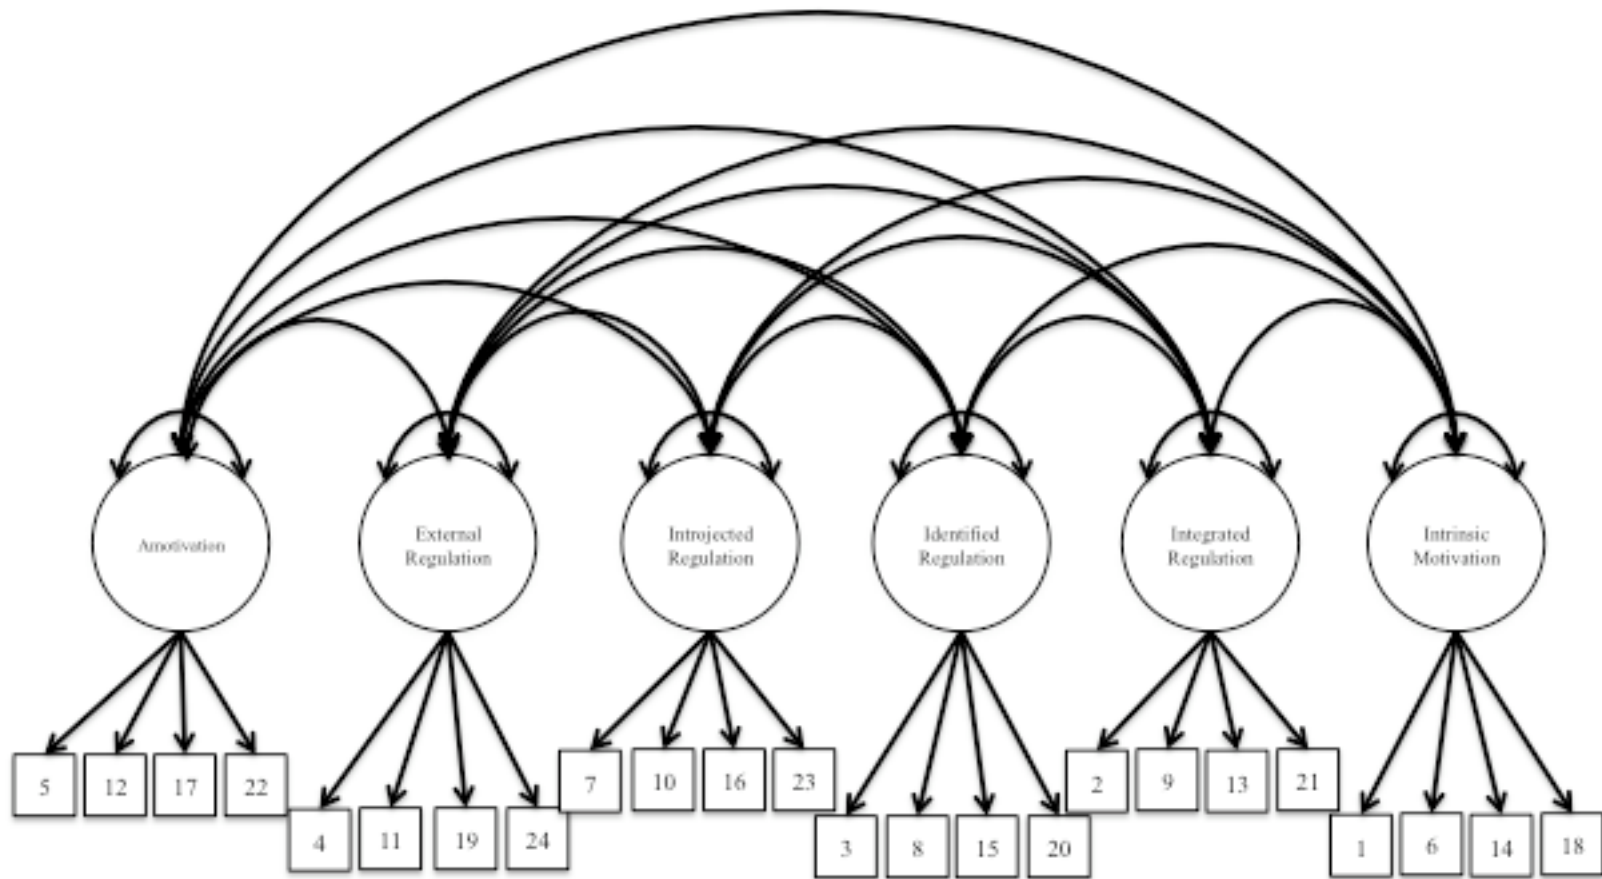 Amotivation
External
Regulation
Introjected
Regulation
Identified
Regulation
Integrated
Regulation
Intrinsic
Motivation
5 12 17 22
4 11 19 24
7 10 16 23
3 8 15 20
2 9 13 21
1 6 14 18